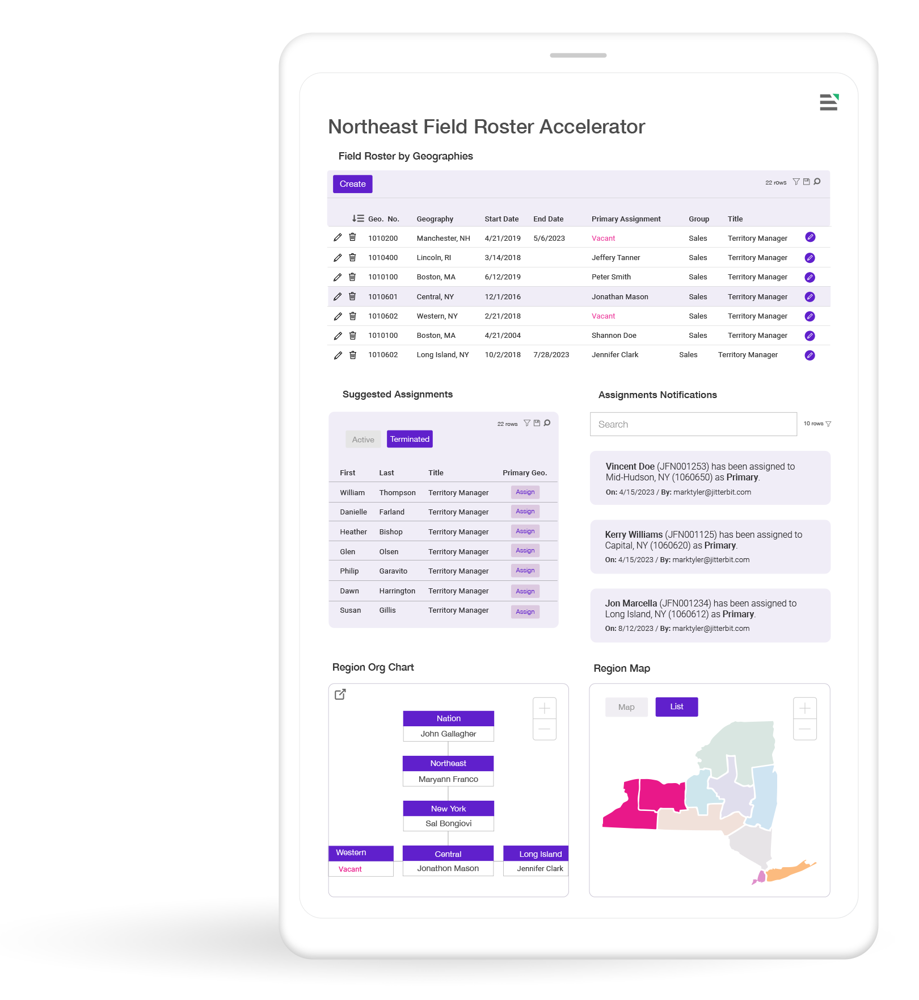 Northeast Field Roster Accelerator
Field Roster by Geographies
Create
22 rows
Geo. No. Geography Start Date End Date Primary Assignment Group Title
1010200 Manchester, NH 4/21/2019 5/6/2023 Vacant Sales Territory Manager
1010400 Lincoln, RI 3/14/2018 Jeffery Tanner Sales Territory Manager
1010100 Boston, MA 6/12/2019 Peter Smith Sales Territory Manager
1010601 Central, NY 12/1/2016 Jonathan Mason Sales Territory Manager
1010602 Western, NY 2/21/2018 Vacant Sales Territory Manager
1010100 Boston, MA 4/21/2004 Shannon Doe Sales Territory Manager
1010602 Long Island, NY 10/2/2018 7/28/2023 Jennifer Clark Sales Territory Manager
Suggested Assignments
22 rows
Active Terminated
First Last Title Primary Geo.
William Thompson Territory Manager Assign
Danielle Farland Territory Manager Assign
Heather Bishop Territory Manager Assign
Glen Olsen Territory Manager Assign
Philip Garavito Territory Manager Assign
Dawn Harrington Territory Manager Assign
Susan Gillis Territory Manager Assign
Assignments Notifications
Search
10 rows
Vincent Doe (JFN001253) has been assigned to
Mid-Hudson, NY (1060650) as Primary.
On: 4/15/2023 / By: marktyler@jitterbit.com
Kerry Williams (JFN001125) has been assigned to
Capital, NY (1060620) as Primary.
On: 4/15/2023 / By: marktyler@jitterbit.com
Jon Marcella (JFN001234) has been assigned to
Long Island, NY (1060612) as Primary.
On: 8/12/2023 / By: marktyler@jitterbit.com
Region Org Chart
Nation
John Gallagher
Northeast
Maryann Franco
New York
Sal Bongiovi
Western Central Long Island
Vacant Jonathon Mason Jennifer Clark
Region Map
Map List